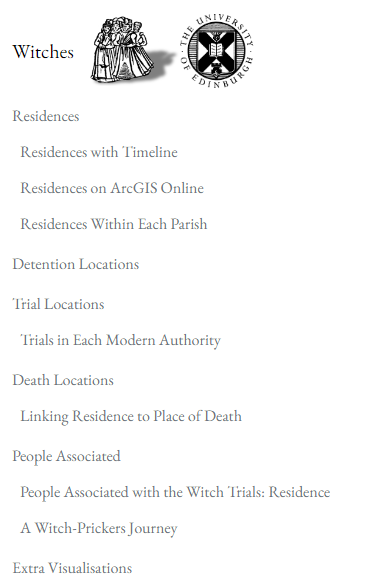 Witches
THE UNIVERSITY OF EDINBURGH
Residences
Residences with Timeline
Residences on ArcGIS Online
Residences Within Each Parish
Detention Locations
Trial Locations
Trials in Each Modern Authority
Death Locations
Linking Residence to Place of Death
People Associated
People Associated with the Witch Trials: Residence
A Witch-Prickers Journey
Extra Visualisations